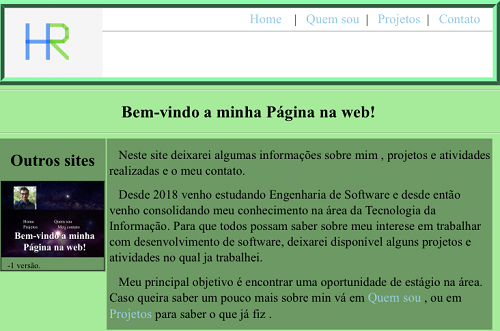 HR
Home | Quem sou | Projetos | Contato
Bem-vindo a minha Página na web!
Outros sites
Home Quem sou
Projetos Meu contato
Bem-vindo a minha
Página na web!
-1 versão.
Neste site deixarei algumas informações sobre mim , projetos e atividades
realizadas e o meu contato.
Desde 2018 venho estudando Engenharia de Software e desde então
venho consolidando meu conhecimento na área da Tecnologia da
Informação. Para que todos possam saber sobre meu interese em trabalhar
com desenvolvimento de software, deixarei disponível alguns projetos e
atividades no qual ja trabalhei.
Meu principal objetivo é encontrar uma oportunidade de estágio na área.
Caso queira saber um pouco mais sobre min vá em Quem sou , ou em
Projetos para saber o que já fiz .